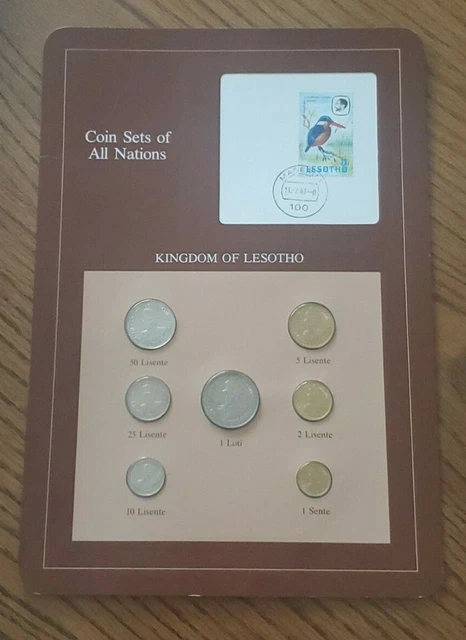 Coin Sets of
All Nations
LESOTHO
100
KINGDOM OF LESOTHO
50 Lisente
5 Lisente
25 Lisente
1 Loti
2 Lisente
10 Lisente
1 Sente